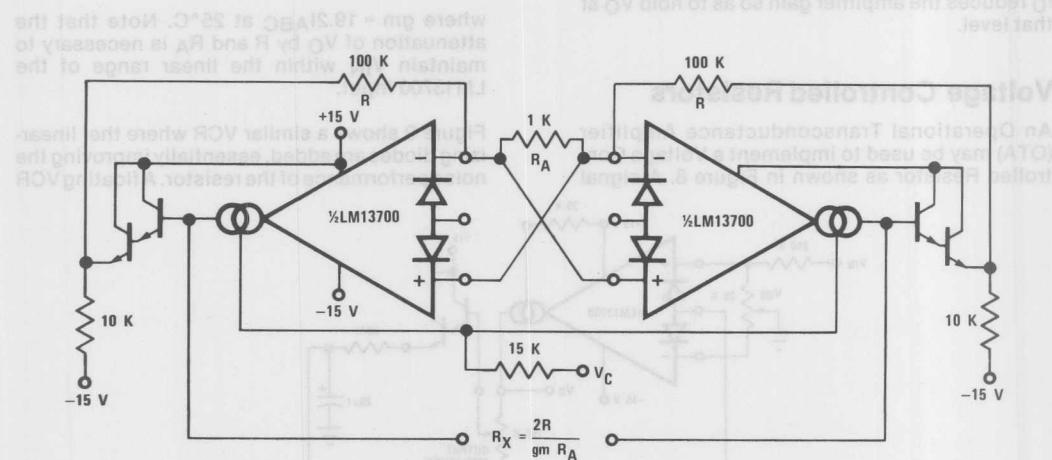 reduces the amplifier gain so as to hold VO at
that level.
Voltage Controlled Resistors
An Operational Transconductance Amplifier
(OTA) may be used to implement a Voltage Con-
trolled Resistor as shown in Figure 8. A signal
where gm = 19.2IABC at 25°C. Note that the
attenuation of VO by R and RA is necessary to
maintain VIN within the linear range of the
LM13700
Figure 9 shows a similar VCR where the linear-
izing diodes are added, essentially improving the
noise performance of the resistor. A floating VCR
100 K
R
100 K
R
+15 V
1 K
RA
−
−
½LM13700
½LM13700
+
+
−15 V
10 K
10 K
15 K
VC
−15 V
−15 V
RX = 2R
gm RA